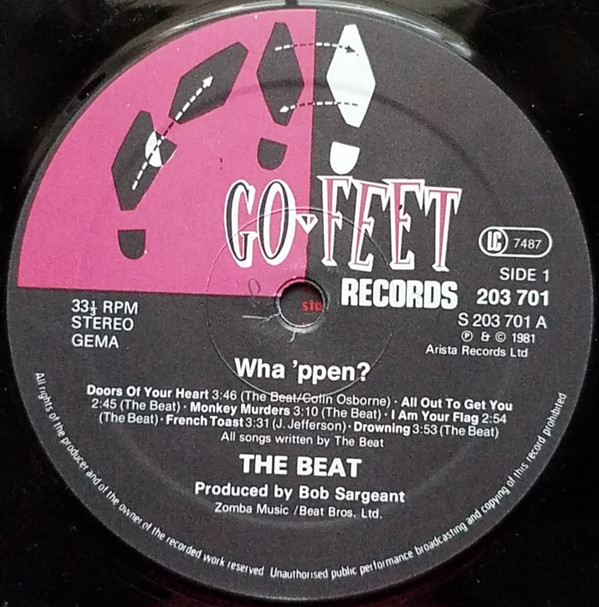 GO FEET
RECORDS
LC 7487
SIDE 1
203 701
S 203 701 A
℗ & © 1981
Arista Records Ltd
33⅓ RPM
STEREO
GEMA
Wha 'ppen?
Doors Of Your Heart 3:46 (The Beat/Colin Osborne) · All Out To Get You
2:45 (The Beat) · Monkey Murders 3:10 (The Beat) · I Am Your Flag 2:54
(The Beat) · French Toast 3:31 (J. Jefferson) · Drowning 3:53 (The Beat)
All songs written by The Beat
THE BEAT
Produced by Bob Sargeant
Zomba Music / Beat Bros. Ltd.
All rights of the producer and of the owner of the recorded work reserved Unauthorised public performance broadcasting and copying of this record prohibited